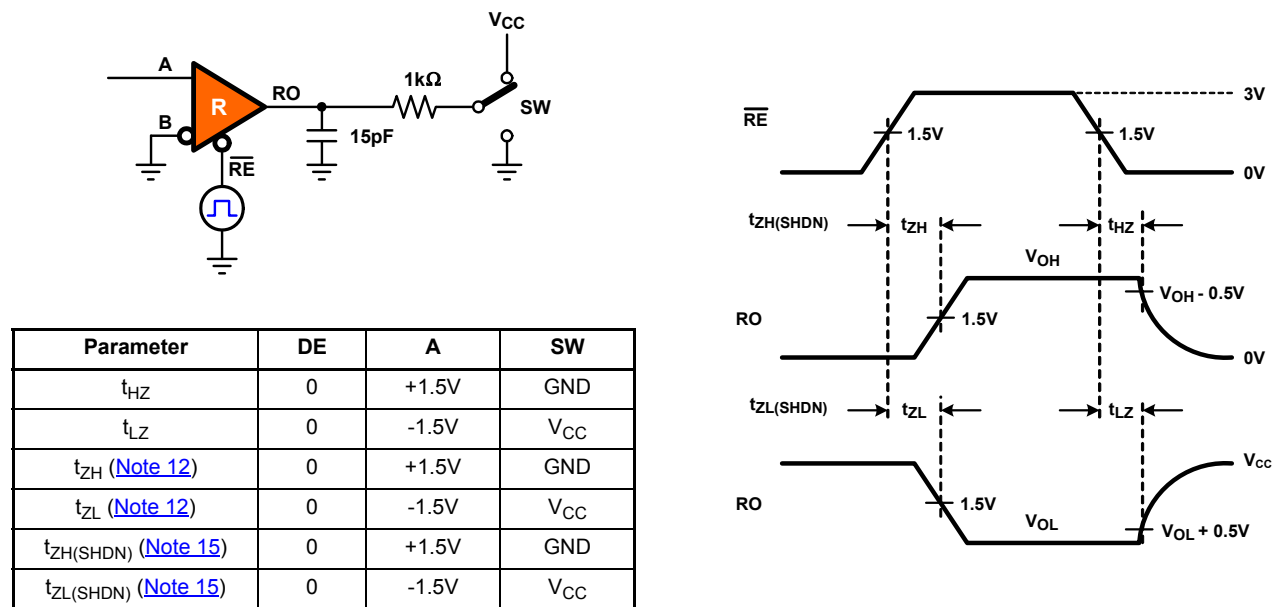 VCC
A
1kΩ
R
RO
SW
B
15pF
RE
Parameter DE A SW
tHZ 0 +1.5V GND
tLZ 0 -1.5V VCC
tZH (Note 12) 0 +1.5V GND
tZL (Note 12) 0 -1.5V VCC
tZH(SHDN) (Note 15) 0 +1.5V GND
tZL(SHDN) (Note 15) 0 -1.5V VCC
3V
RE
1.5V 1.5V
0V
tZH(SHDN) tZH tHZ
VOH
VOH - 0.5V
RO
1.5V
0V
tZL(SHDN) tZL tLZ
VCC
RO
1.5V
VOL
VOL + 0.5V